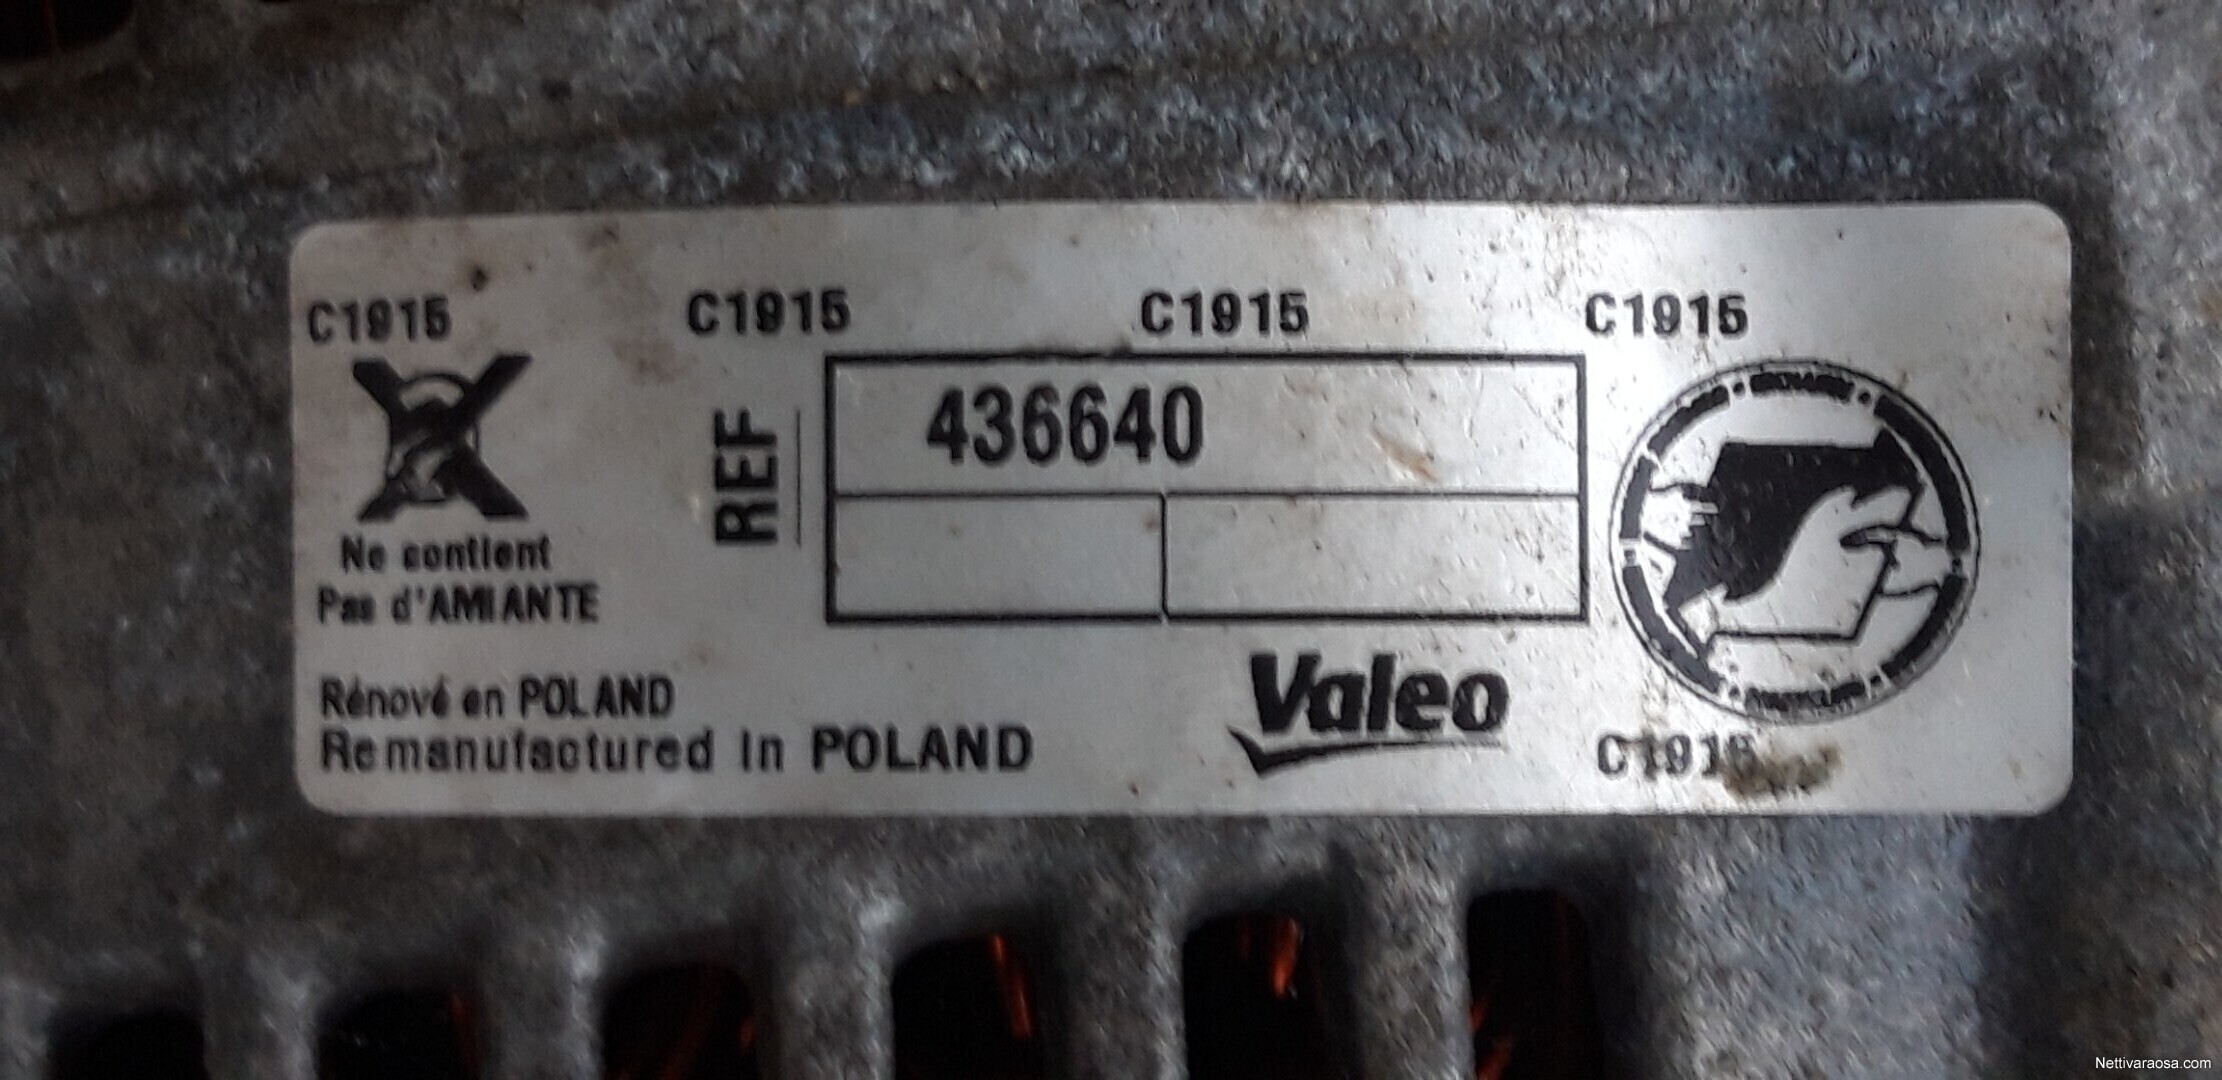 C1915 C1915 C1915 C1915
REF
436640
Ne contient
Pas d'AMIANTE
Rénové en POLAND
Remanufactured in POLAND
Valeo
C1915
Nettivaraosa.com